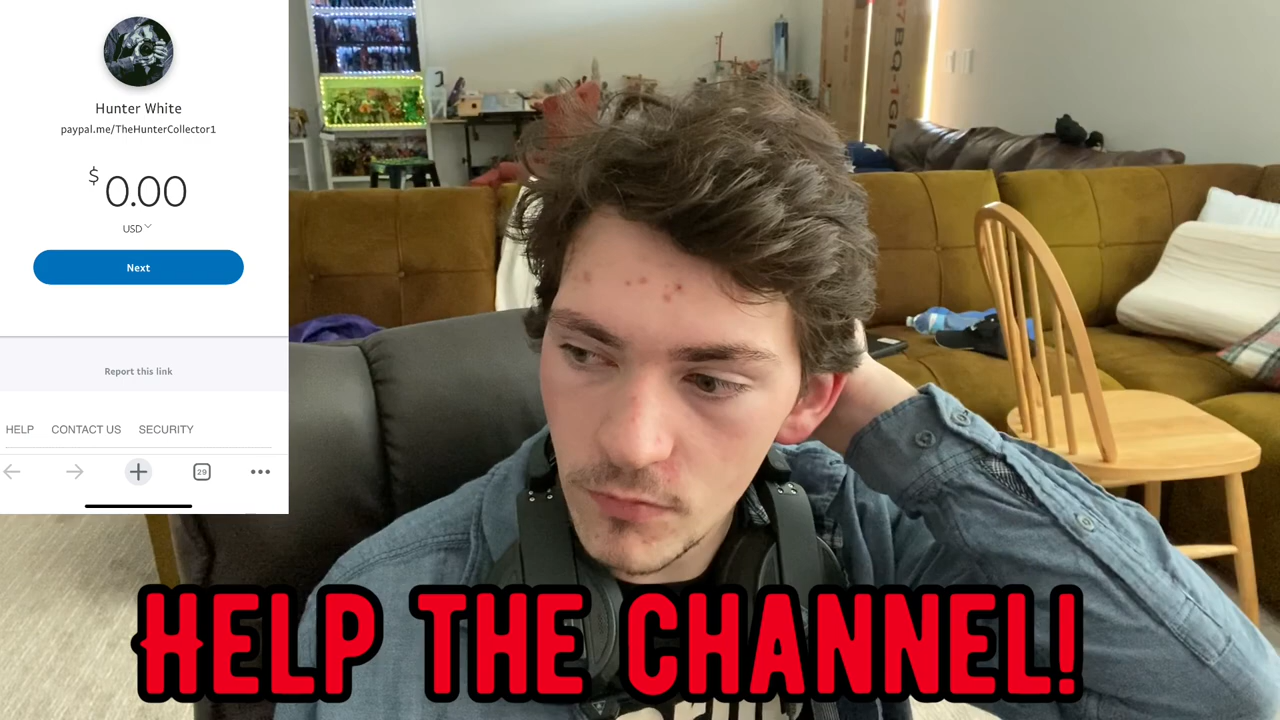 Hunter White
paypal.me/TheHunterCollector1
$ 0.00
USD
Next
Report this link
HELP CONTACT US SECURITY
29
HELP THE CHANNEL!